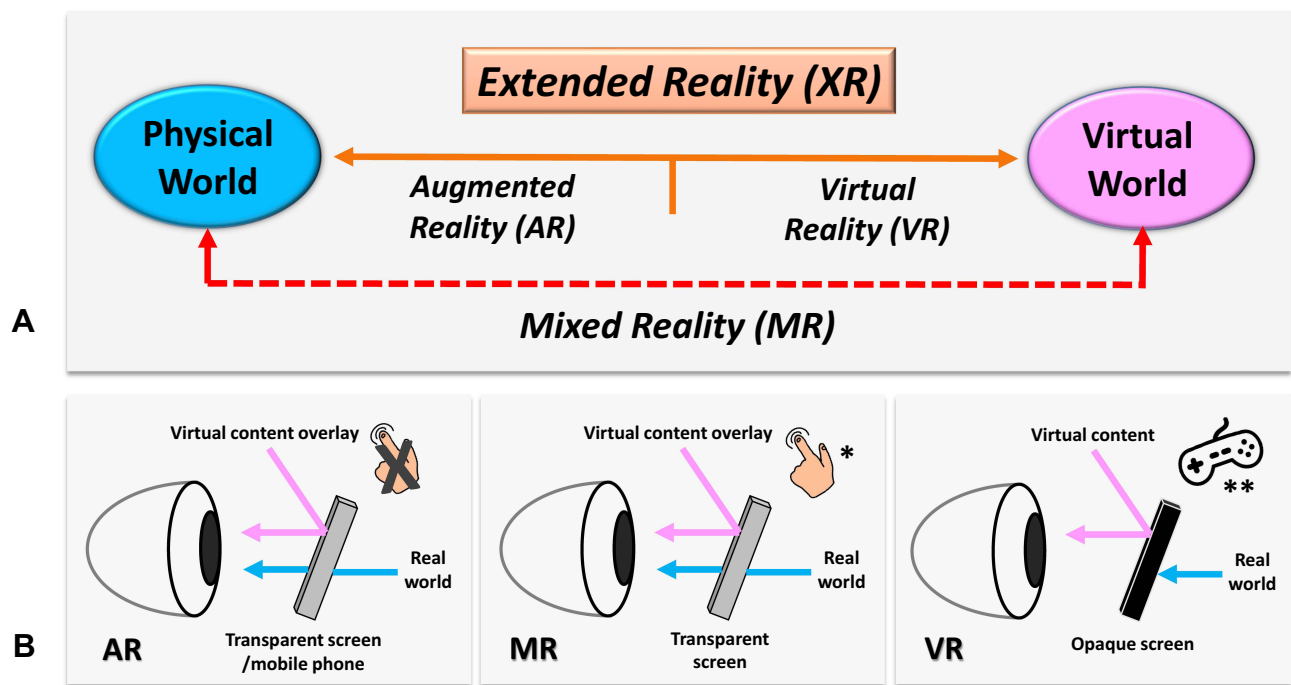 Extended Reality (XR)
Physical
World
Virtual
World
Augmented
Reality (AR)
Virtual
Reality (VR)
Mixed Reality (MR)
A
Virtual content overlay
Real
world
AR
Transparent screen
/mobile phone
Virtual content overlay
*
Real
world
MR
Transparent
screen
Virtual content
**
Real
world
VR
Opaque screen
B